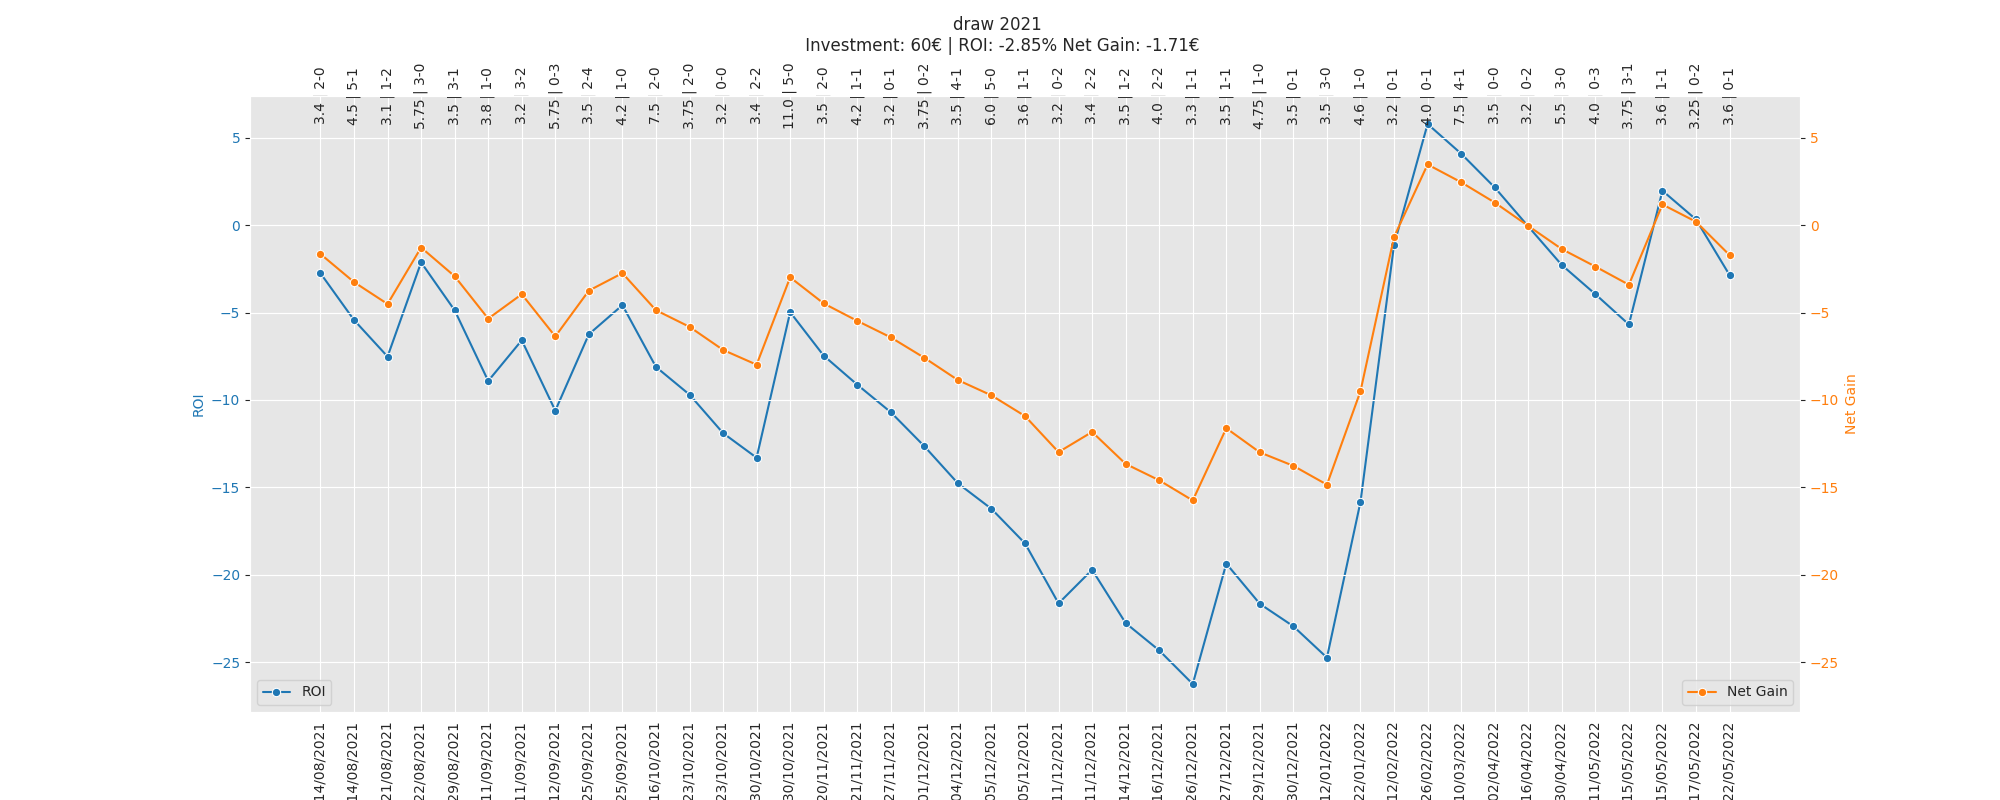 draw 2021
Investment: 60€ | ROI: -2.85% Net Gain: -1.71€
3.4 | 2-0
4.5 | 5-1
3.1 | 1-2
5.75 | 3-0
3.5 | 3-1
3.8 | 1-0
3.2 | 3-2
5.75 | 0-3
3.5 | 2-4
4.2 | 1-0
7.5 | 2-0
3.75 | 2-0
3.2 | 0-0
3.4 | 2-2
11.0 | 5-0
3.5 | 2-0
4.2 | 1-1
3.2 | 0-1
3.75 | 0-2
3.5 | 4-1
6.0 | 5-0
3.6 | 1-1
3.2 | 0-2
3.4 | 2-2
3.5 | 1-2
4.0 | 2-2
3.3 | 1-1
3.5 | 1-1
4.75 | 1-0
3.5 | 0-1
3.5 | 3-0
4.6 | 1-0
3.2 | 0-1
4.0 | 0-1
7.5 | 4-1
3.5 | 0-0
3.2 | 0-2
5.5 | 3-0
4.0 | 0-3
3.75 | 3-1
3.6 | 1-1
3.25 | 0-2
3.6 | 0-1
5
0
−5
−10
−15
−20
−25
ROI
5
0
−5
−10
−15
−20
−25
Net Gain
ROI
Net Gain
14/08/2021
14/08/2021
21/08/2021
22/08/2021
29/08/2021
11/09/2021
11/09/2021
12/09/2021
25/09/2021
25/09/2021
16/10/2021
23/10/2021
23/10/2021
30/10/2021
30/10/2021
20/11/2021
21/11/2021
27/11/2021
01/12/2021
04/12/2021
05/12/2021
05/12/2021
11/12/2021
11/12/2021
14/12/2021
16/12/2021
26/12/2021
27/12/2021
29/12/2021
30/12/2021
12/01/2022
22/01/2022
12/02/2022
26/02/2022
10/03/2022
02/04/2022
16/04/2022
30/04/2022
11/05/2022
15/05/2022
15/05/2022
17/05/2022
22/05/2022